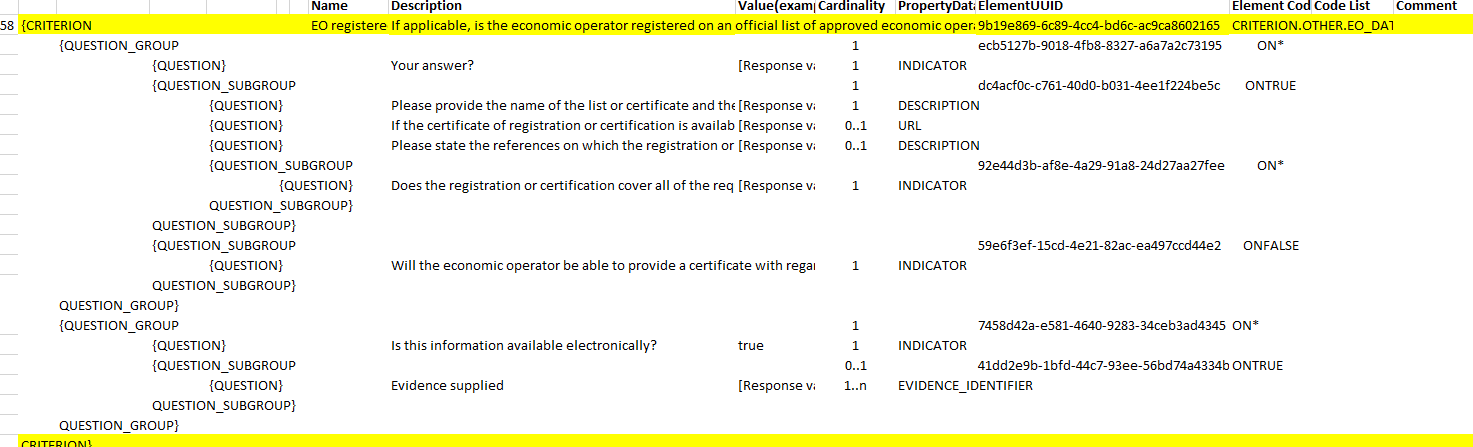 Name Description Value(exam Cardinality PropertyData ElementUUID Element Cod Code List Comment
58 {CRITERION EO registere If applicable, is the economic operator registered on an official list of approved economic oper 9b19e869-6c89-4cc4-bd6c-ac9ca8602165 CRITERION.OTHER.EO_DAT
{QUESTION_GROUP 1 ecb5127b-9018-4fb8-8327-a6a7a2c73195 ON*
{QUESTION} Your answer? [Response va 1 INDICATOR
{QUESTION_SUBGROUP 1 dc4acf0c-c761-40d0-b031-4ee1f224be5c ONTRUE
{QUESTION} Please provide the name of the list or certificate and the [Response va 1 DESCRIPTION
{QUESTION} If the certificate of registration or certification is availab [Response va 0..1 URL
{QUESTION} Please state the references on which the registration or [Response va 0..1 DESCRIPTION
{QUESTION_SUBGROUP 92e44d3b-af8e-4a29-91a8-24d27aa27fee ON*
{QUESTION} Does the registration or certification cover all of the req [Response va 1 INDICATOR
QUESTION_SUBGROUP}
QUESTION_SUBGROUP}
{QUESTION_SUBGROUP 59e6f3ef-15cd-4e21-82ac-ea497ccd44e2 ONFALSE
{QUESTION} Will the economic operator be able to provide a certificate with regar 1 INDICATOR
QUESTION_SUBGROUP}
QUESTION_GROUP}
{QUESTION_GROUP 1 7458d42a-e581-4640-9283-34ceb3ad4345 ON*
{QUESTION} Is this information available electronically? true 1 INDICATOR
{QUESTION_SUBGROUP 0..1 41dd2e9b-1bfd-44c7-93ee-56bd74a4334b ONTRUE
{QUESTION} Evidence supplied [Response va 1..n EVIDENCE_IDENTIFIER
QUESTION_SUBGROUP}
QUESTION_GROUP}
CRITERION}